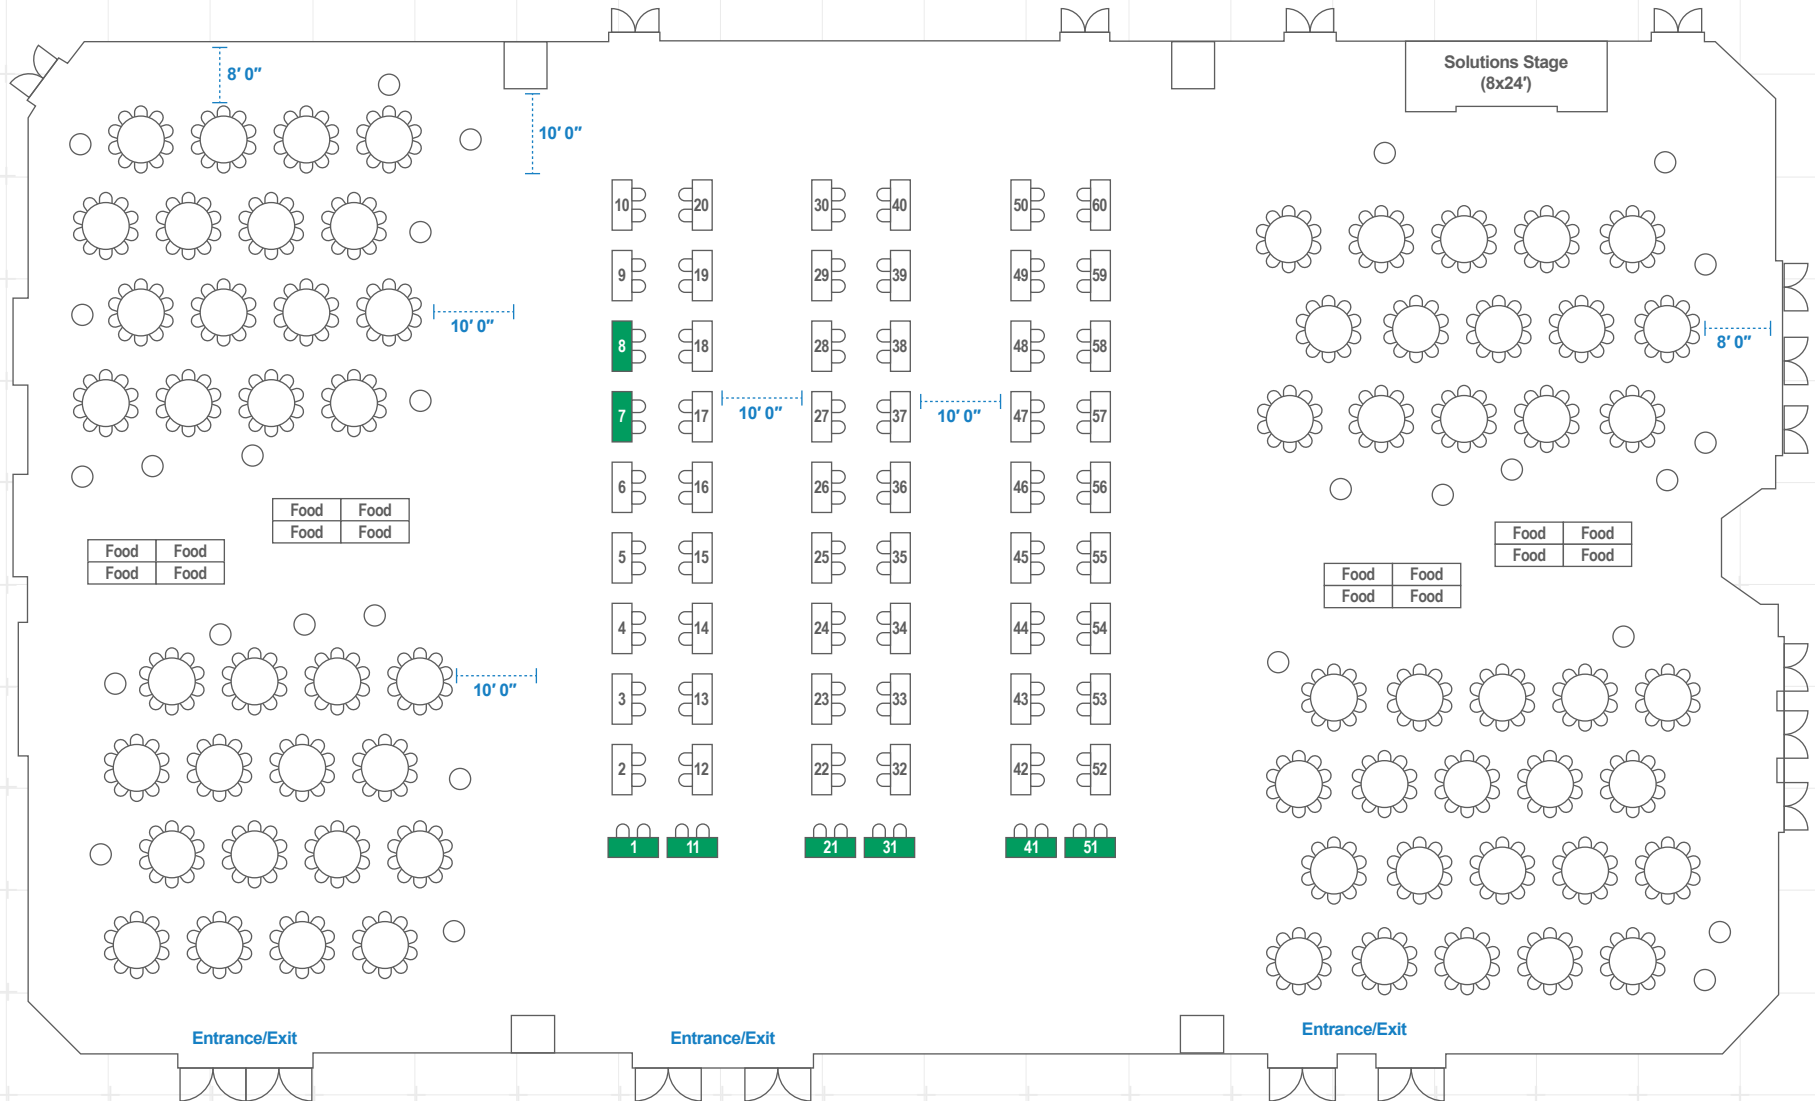 Solutions Stage
(8x24')
8' 0"
10' 0"
10 20 30 40 50 60
9 19 29 39 49 59
10' 0"
8' 0"
8 18 28 38 48 58
10' 0" 10' 0"
7 17 27 37 47 57
6 16 26 36 46 56
Food Food
Food Food
Food Food
Food Food
Food Food
Food Food
Food Food
Food Food
5 15 25 35 45 55
4 14 24 34 44 54
10' 0"
3 13 23 33 43 53
2 12 22 32 42 52
1 11 21 31 41 51
Entrance/Exit
Entrance/Exit
Entrance/Exit